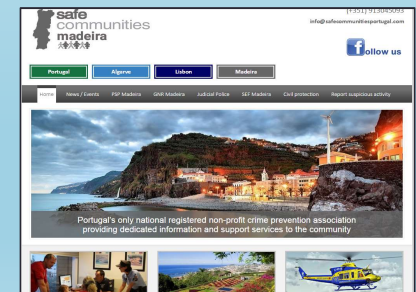 safe
communities
madeira
(+351) 913045093
info@safecommunitiesportugal.com
follow us
Portugal Algarve Lisbon Madeira
Home News / Events PSP Madeira GNR Madeira Judicial Police SEF Madeira Civil protection Report suspicious activity
Portugal's only national registered non-profit crime prevention association
providing dedicated information and support services to the community